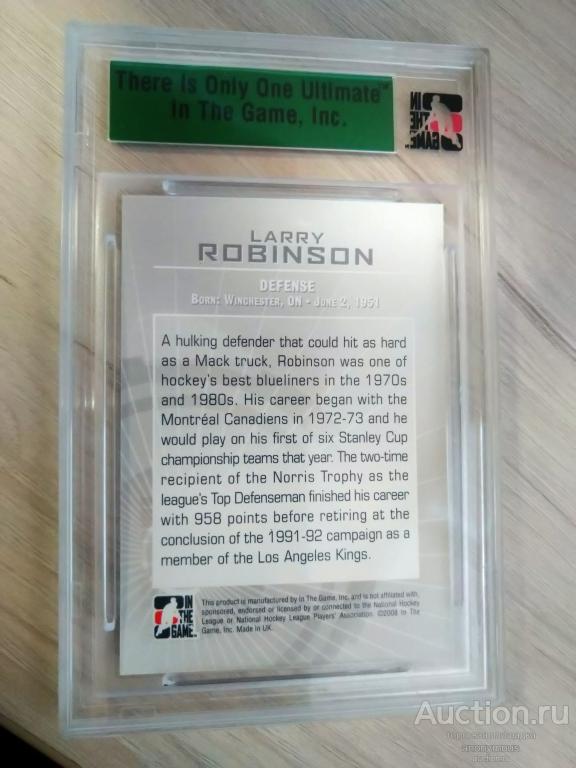 There Is Only One Ultimate™
In The Game, Inc.
IN
THE
GAME
LARRY
ROBINSON
DEFENSE
BORN: WINCHESTER, ON • JUNE 2, 1951
A hulking defender that could hit as hard
as a Mack truck, Robinson was one of
hockey's best blueliners in the 1970s
and 1980s. His career began with the
Montréal Canadiens in 1972-73 and he
would play on his first of six Stanley Cup
championship teams that year. The two-time
recipient of the Norris Trophy as the
league's Top Defenseman finished his career
with 958 points before retiring at the
conclusion of the 1991-92 campaign as a
member of the Los Angeles Kings.
IN
THE
GAME
This product is manufactured by In The Game, Inc. and is not affiliated with,
sponsored, endorsed or licensed by or connected to the National Hockey
League or National Hockey League Players' Association. ©2008 In The
Game, Inc. Made in UK.
Auction.ru
anonymous